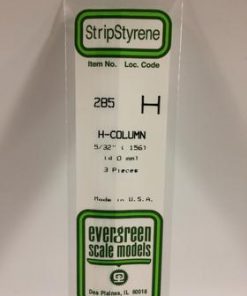 StripStyrene
Item No. Loc. Code
285 H
H-COLUMN
5/32" ( .156)
(4.0 mm)
3 Pieces
Made in U.S.A.
evergreen
scale models
Des Plaines, IL 60018